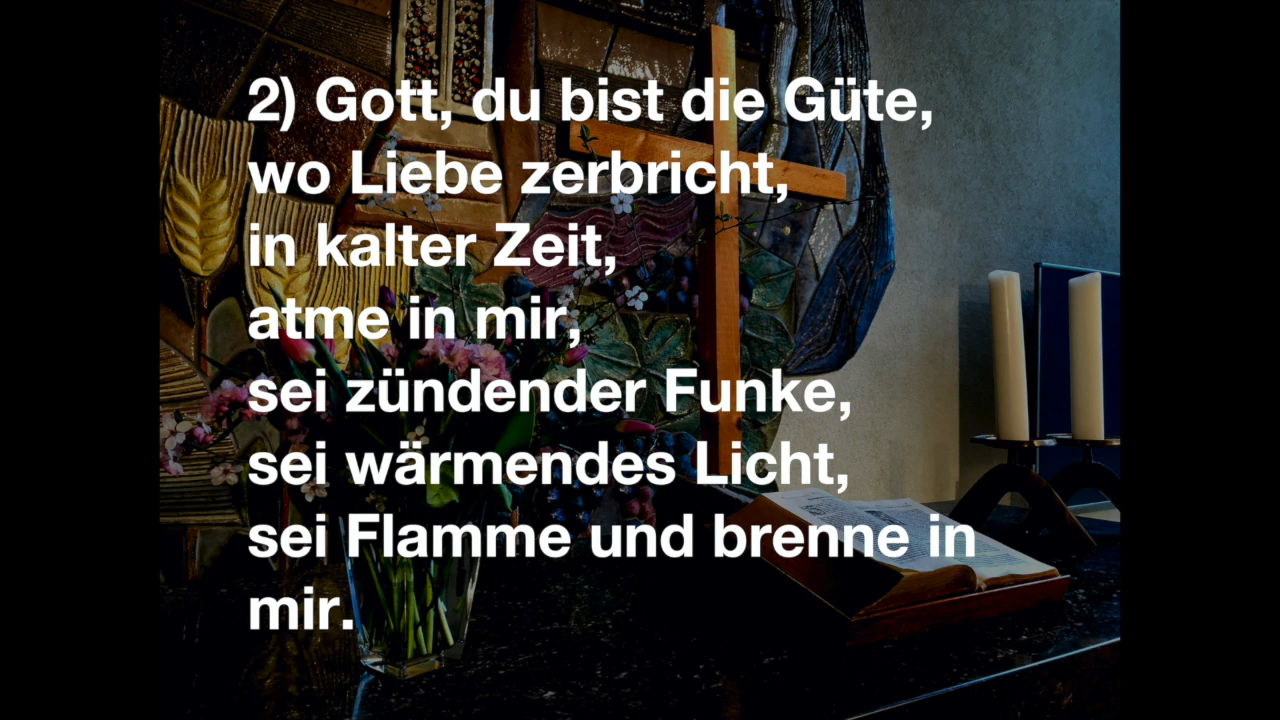 2) Gott, du bist die Güte,
wo Liebe zerbricht,
in kalter Zeit,
atme in mir,
sei zündender Funke,
sei wärmendes Licht,
sei Flamme und brenne in
mir.